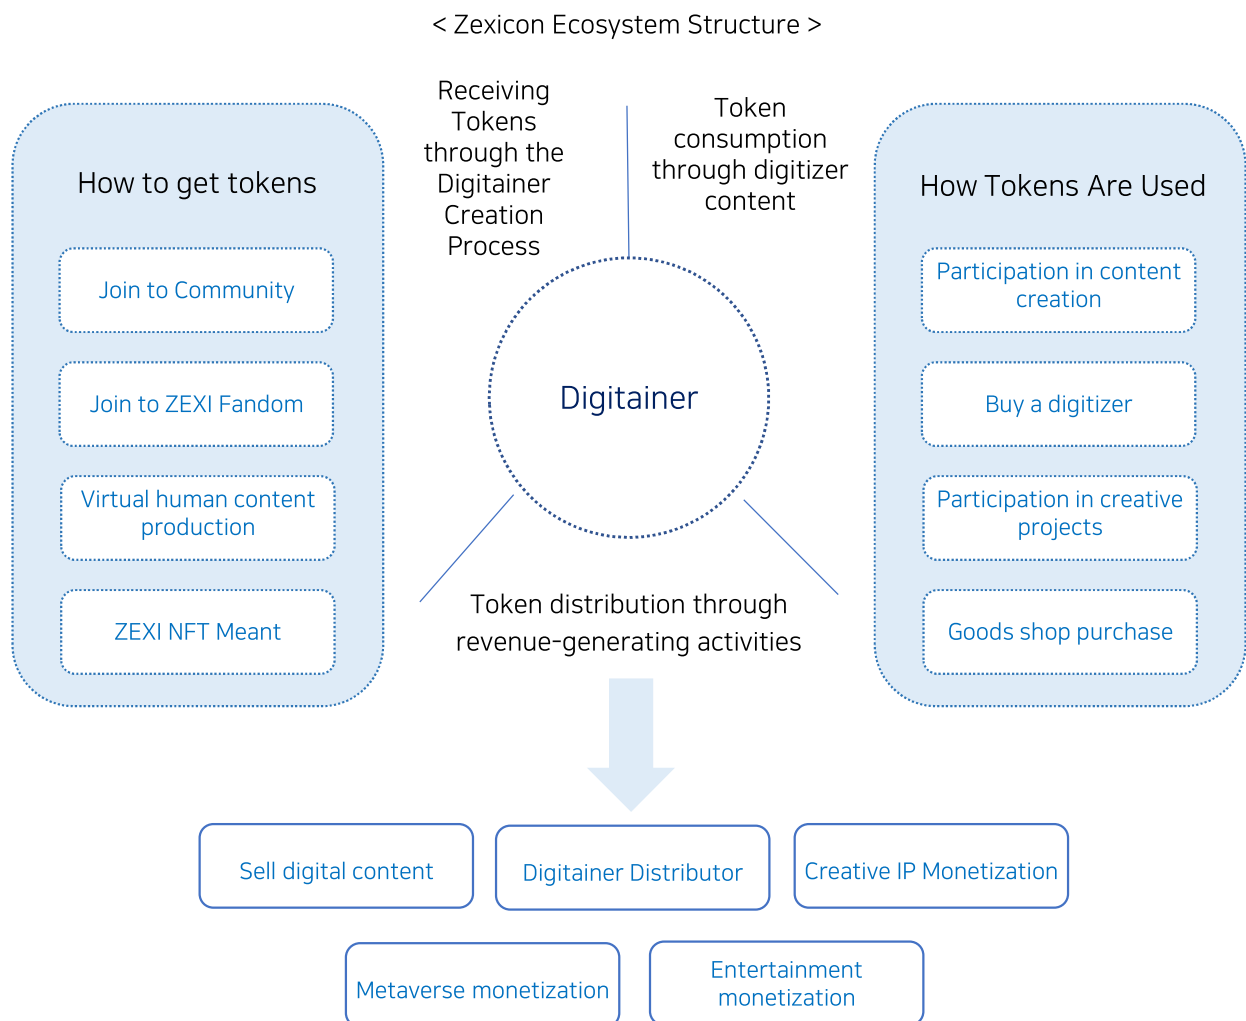 < Zexicon Ecosystem Structure >
How to get tokens
Join to Community
Join to ZEXI Fandom
Virtual human content
production
ZEXI NFT Meant
Receiving
Tokens
through the
Digitainer
Creation
Process
Token
consumption
through digitizer
content
Digitainer
Token distribution through
revenue-generating activities
How Tokens Are Used
Participation in content
creation
Buy a digitizer
Participation in creative
projects
Goods shop purchase
Sell digital content
Digitainer Distributor
Creative IP Monetization
Metaverse monetization
Entertainment
monetization